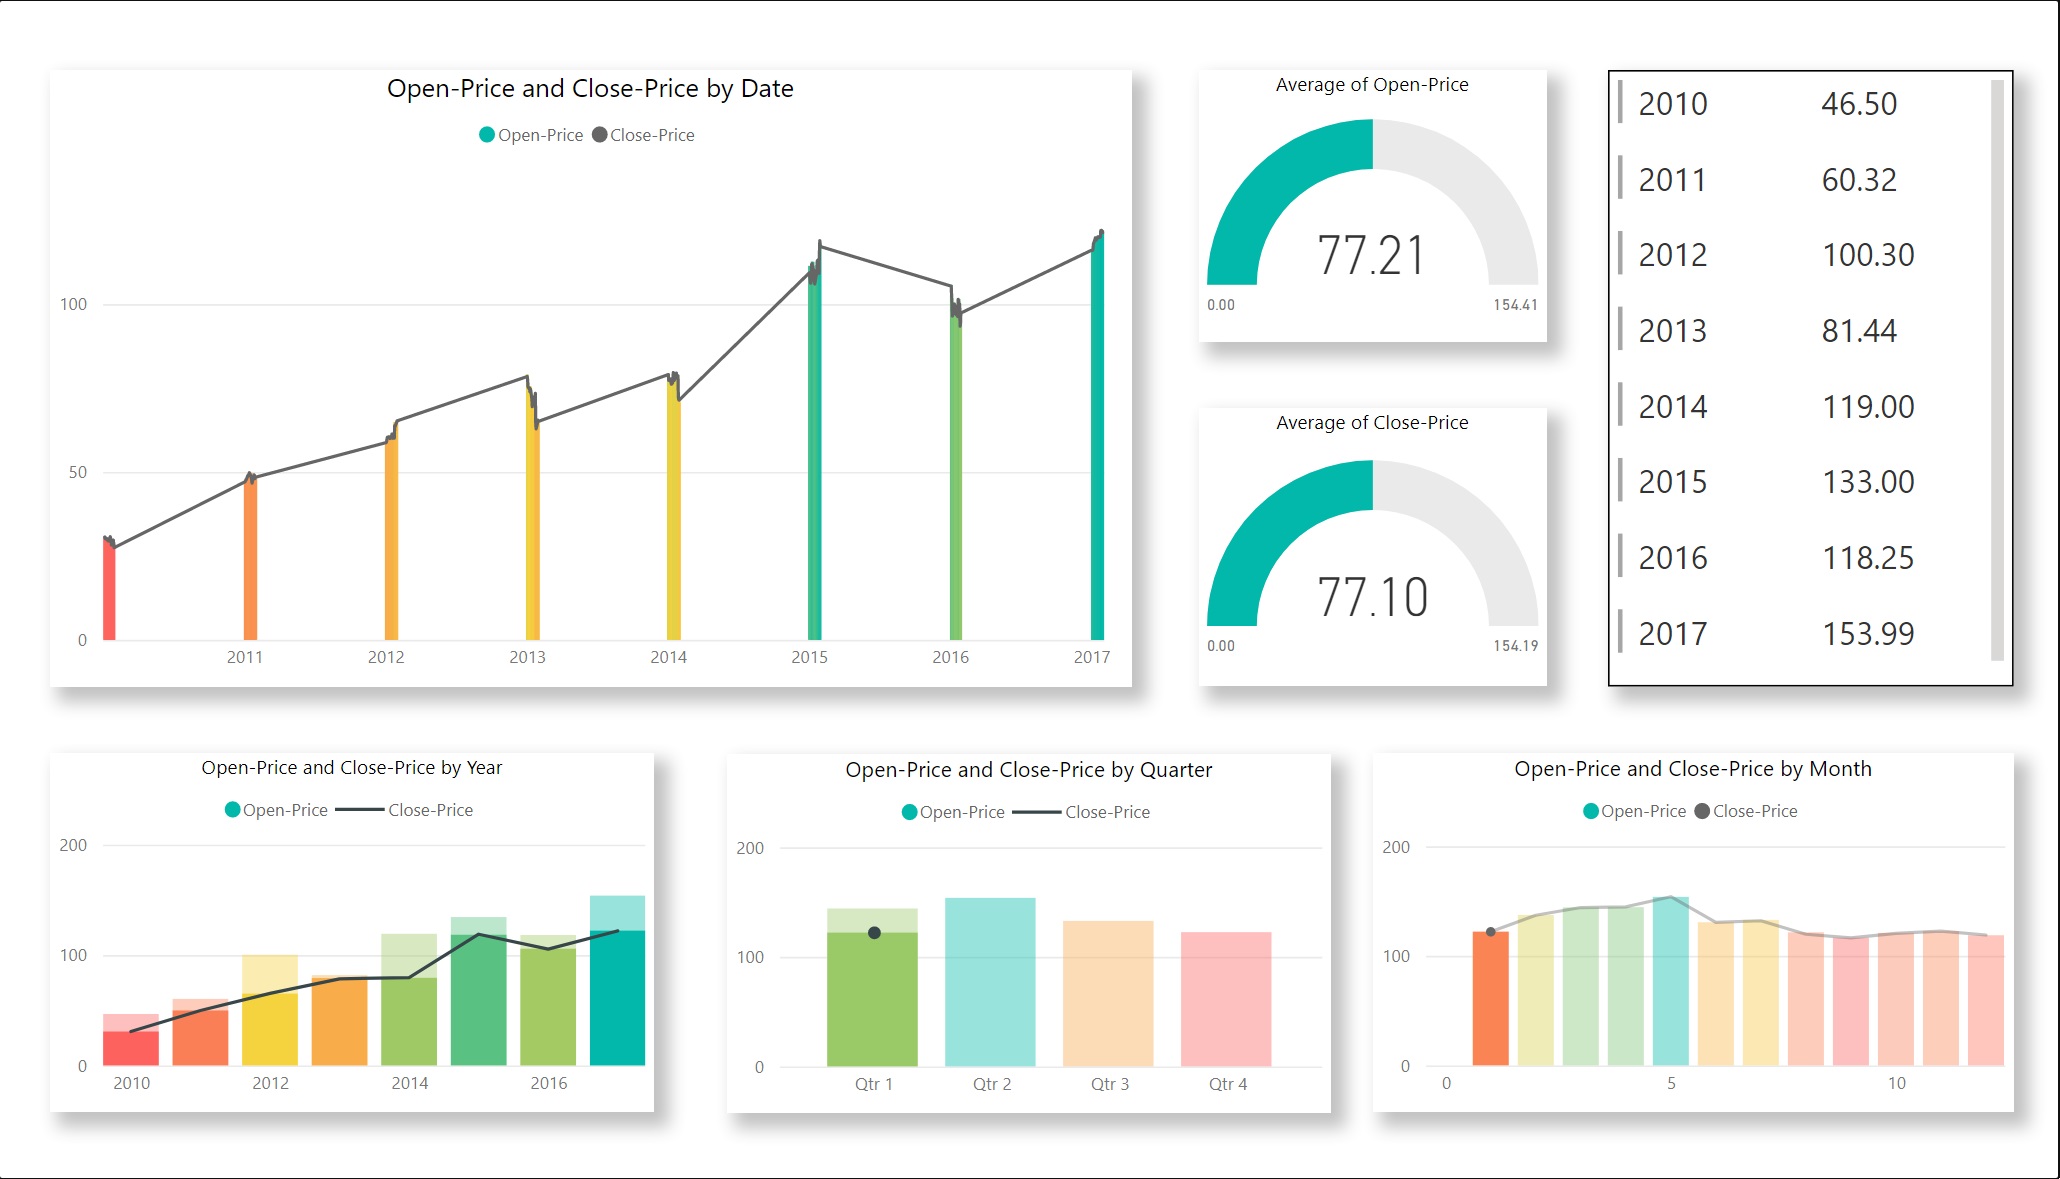 Open-Price and Close-Price by Date
Open-Price Close-Price
100
50
0
2011 2012 2013 2014 2015 2016 2017
Average of Open-Price
77.21
0.00 154.41
Average of Close-Price
77.10
0.00 154.19
2010 46.50
2011 60.32
2012 100.30
2013 81.44
2014 119.00
2015 133.00
2016 118.25
2017 153.99
Open-Price and Close-Price by Year
Open-Price Close-Price
200
100
0
2010 2012 2014 2016
Open-Price and Close-Price by Quarter
Open-Price Close-Price
200
100
0
Qtr 1 Qtr 2 Qtr 3 Qtr 4
Open-Price and Close-Price by Month
Open-Price Close-Price
200
100
0
0 5 10